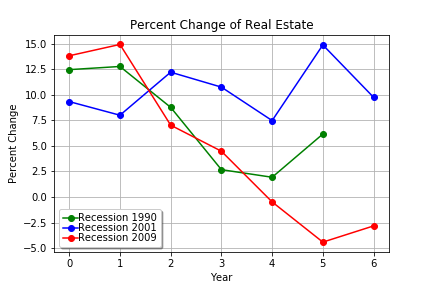 Percent Change of Real Estate
Percent Change
15.0
12.5
10.0
7.5
5.0
2.5
0.0
−2.5
−5.0
Recession 1990
Recession 2001
Recession 2009
0 1 2 3 4 5 6
Year